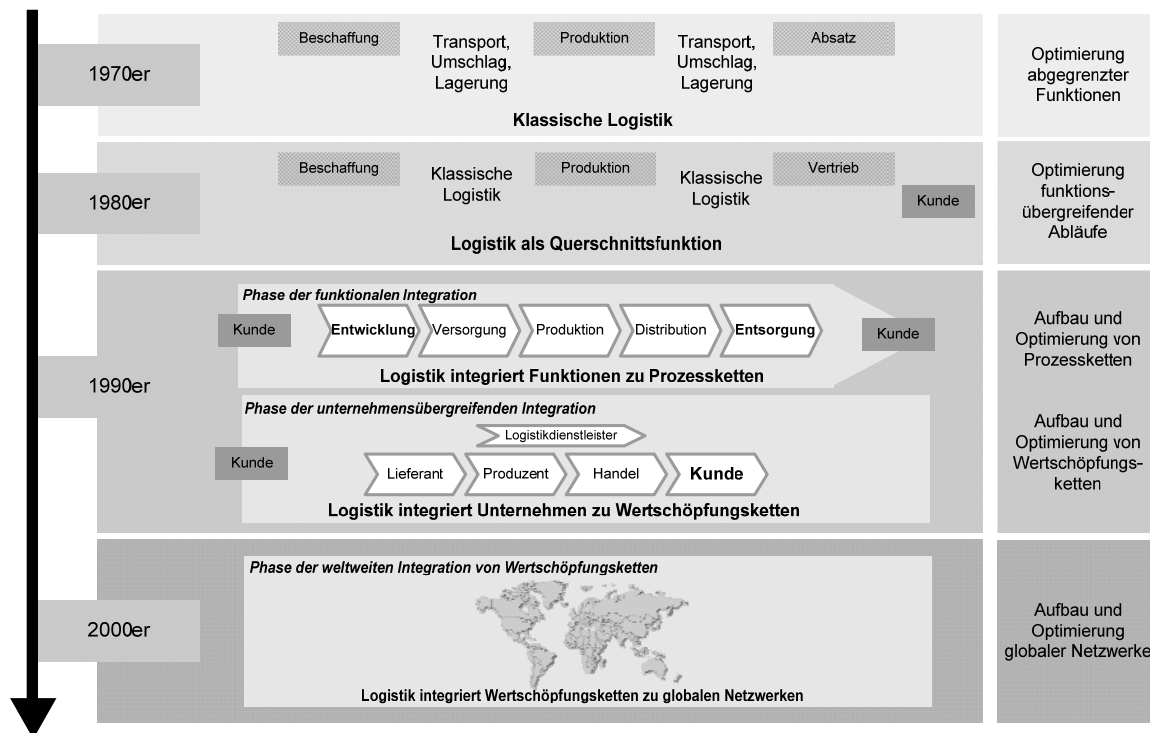 1970er
Beschaffung
Transport,
Umschlag,
Lagerung
Produktion
Transport,
Umschlag,
Lagerung
Absatz
Klassische Logistik
Optimierung
abgegrenzter
Funktionen
1980er
Beschaffung
Klassische
Logistik
Produktion
Klassische
Logistik
Vertrieb
Kunde
Logistik als Querschnittsfunktion
Optimierung
funktions-
übergreifender
Abläufe
1990er
Phase der funktionalen Integration
Kunde
Entwicklung
Versorgung
Produktion
Distribution
Entsorgung
Kunde
Logistik integriert Funktionen zu Prozessketten
Aufbau und
Optimierung von
Prozessketten
Phase der unternehmensübergreifenden Integration
Logistikdienstleister
Kunde
Lieferant
Produzent
Handel
Kunde
Logistik integriert Unternehmen zu Wertschöpfungsketten
Aufbau und
Optimierung von
Wertschöpfungs-
ketten
2000er
Phase der weltweiten Integration von Wertschöpfungsketten
Logistik integriert Wertschöpfungsketten zu globalen Netzwerken
Aufbau und
Optimierung
globaler Netzwerke